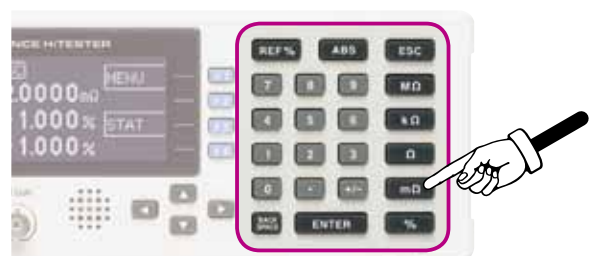 NCE HiTESTER
MENU
.0000mΩ
1.000% STAT
1.000%
REF% ABS ESC
7 8 9 MΩ
4 5 6 kΩ
1 2 3 Ω
0 . +/- mΩ
BACK SPACE ENTER %